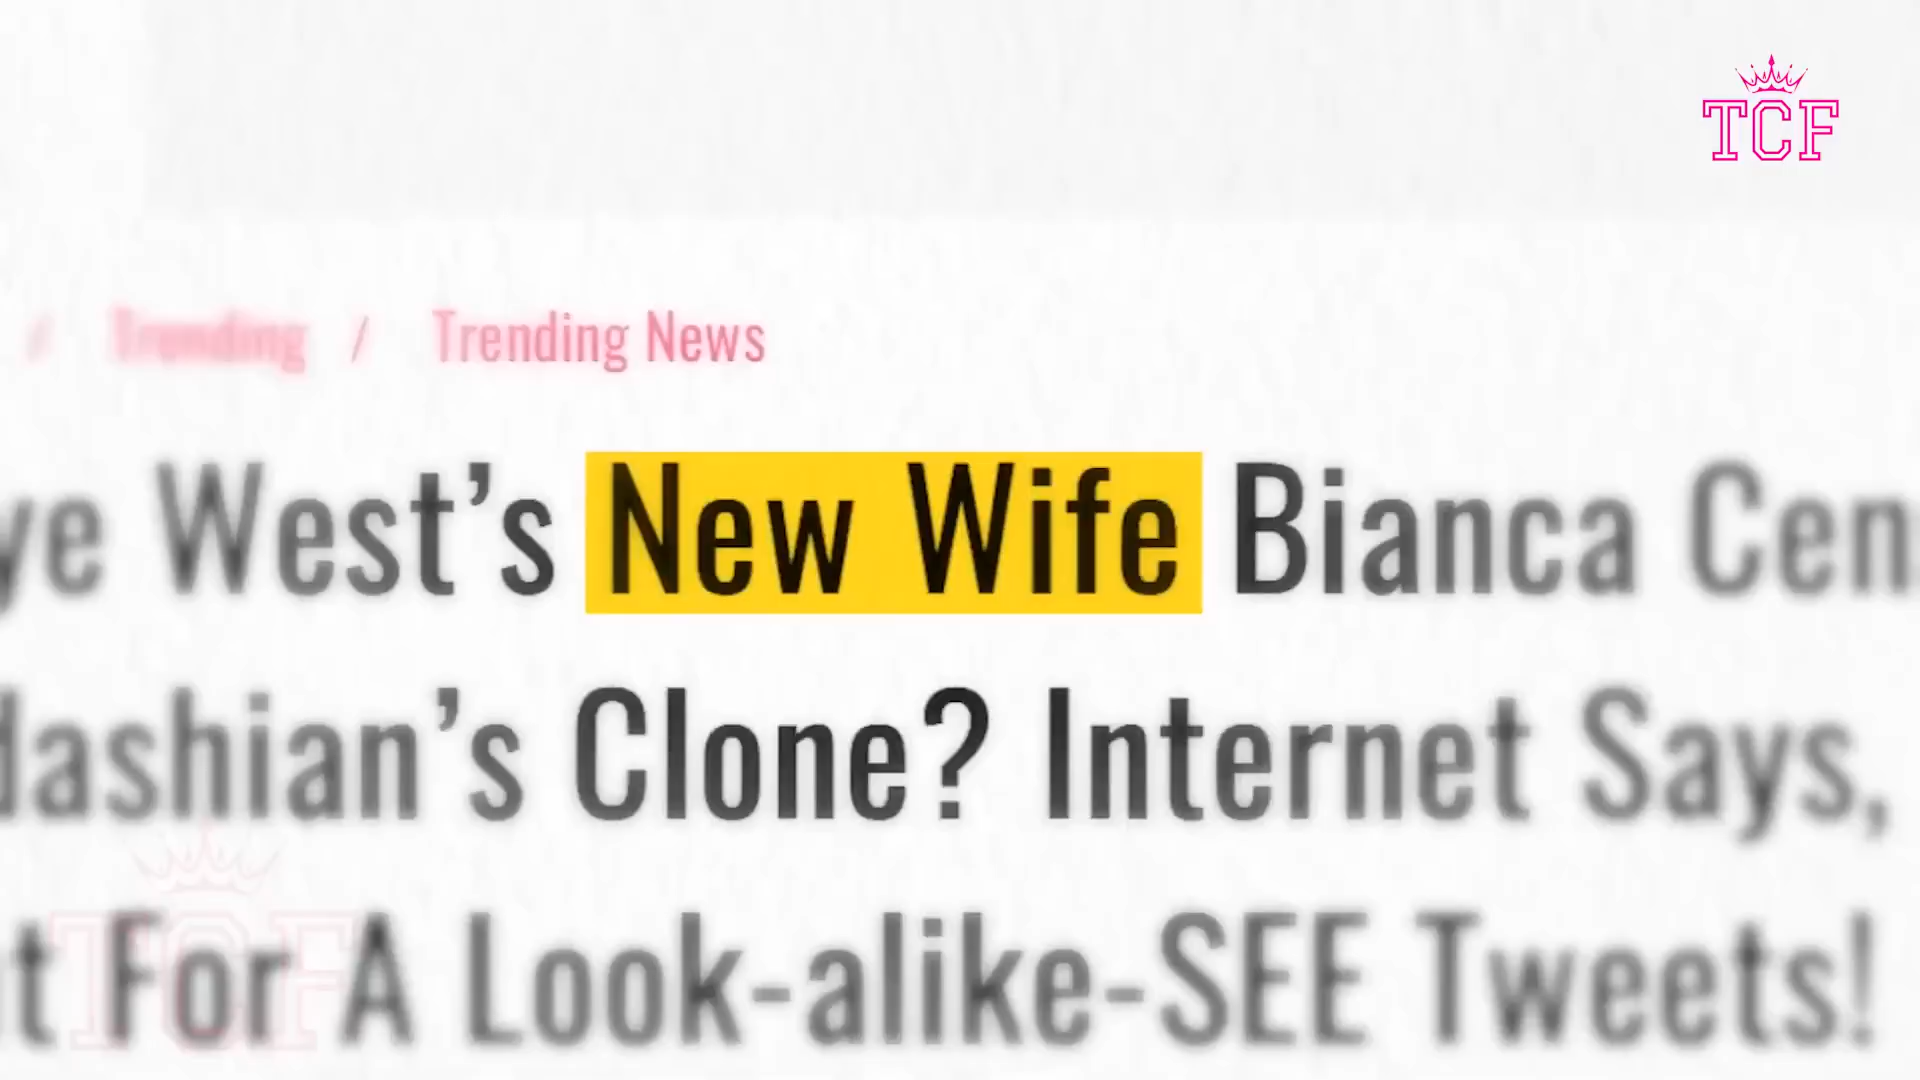 TCF
/ Trending / Trending News
ye West’s New Wife Bianca Cen
dashian’s Clone? Internet Says,
t For A Look-alike-SEE Tweets!
TCF